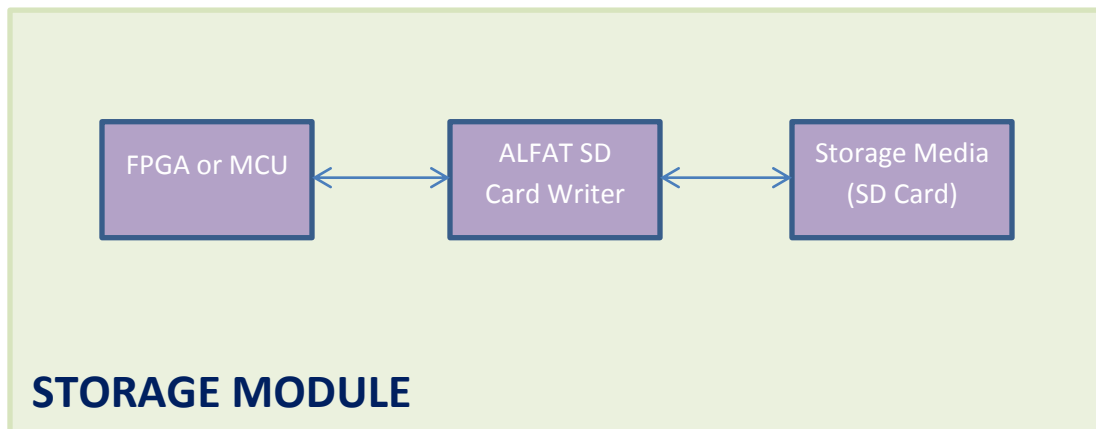 FPGA or MCU
ALFAT SD
Card Writer
Storage Media
(SD Card)
STORAGE MODULE